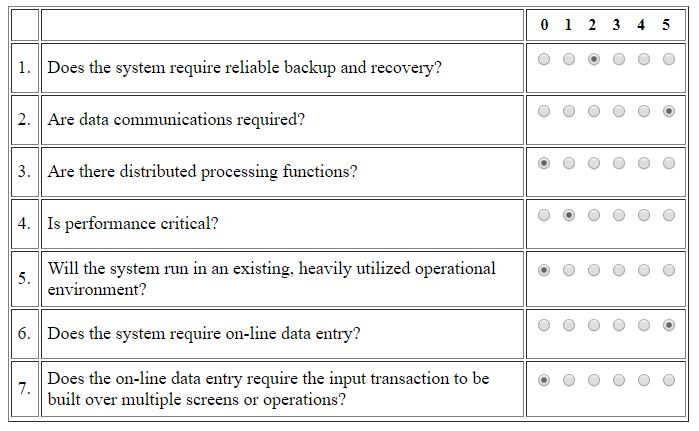 0 1 2 3 4 5
1. Does the system require reliable backup and recovery?
2. Are data communications required?
3. Are there distributed processing functions?
4. Is performance critical?
5. Will the system run in an existing, heavily utilized operational
environment?
6. Does the system require on-line data entry?
7. Does the on-line data entry require the input transaction to be
built over multiple screens or operations?